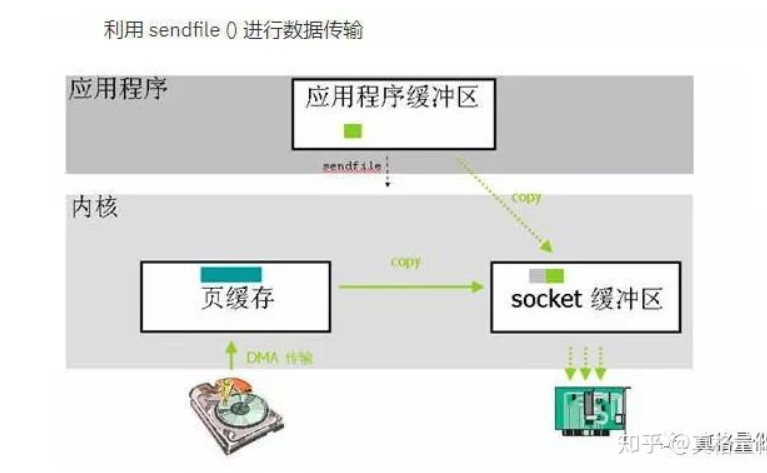 利用 sendfile () 进行数据传输
应用程序
应用程序缓冲区
sendfile
copy
内核
页缓存
copy
socket 缓冲区
DMA 传输
知乎 @真格量化